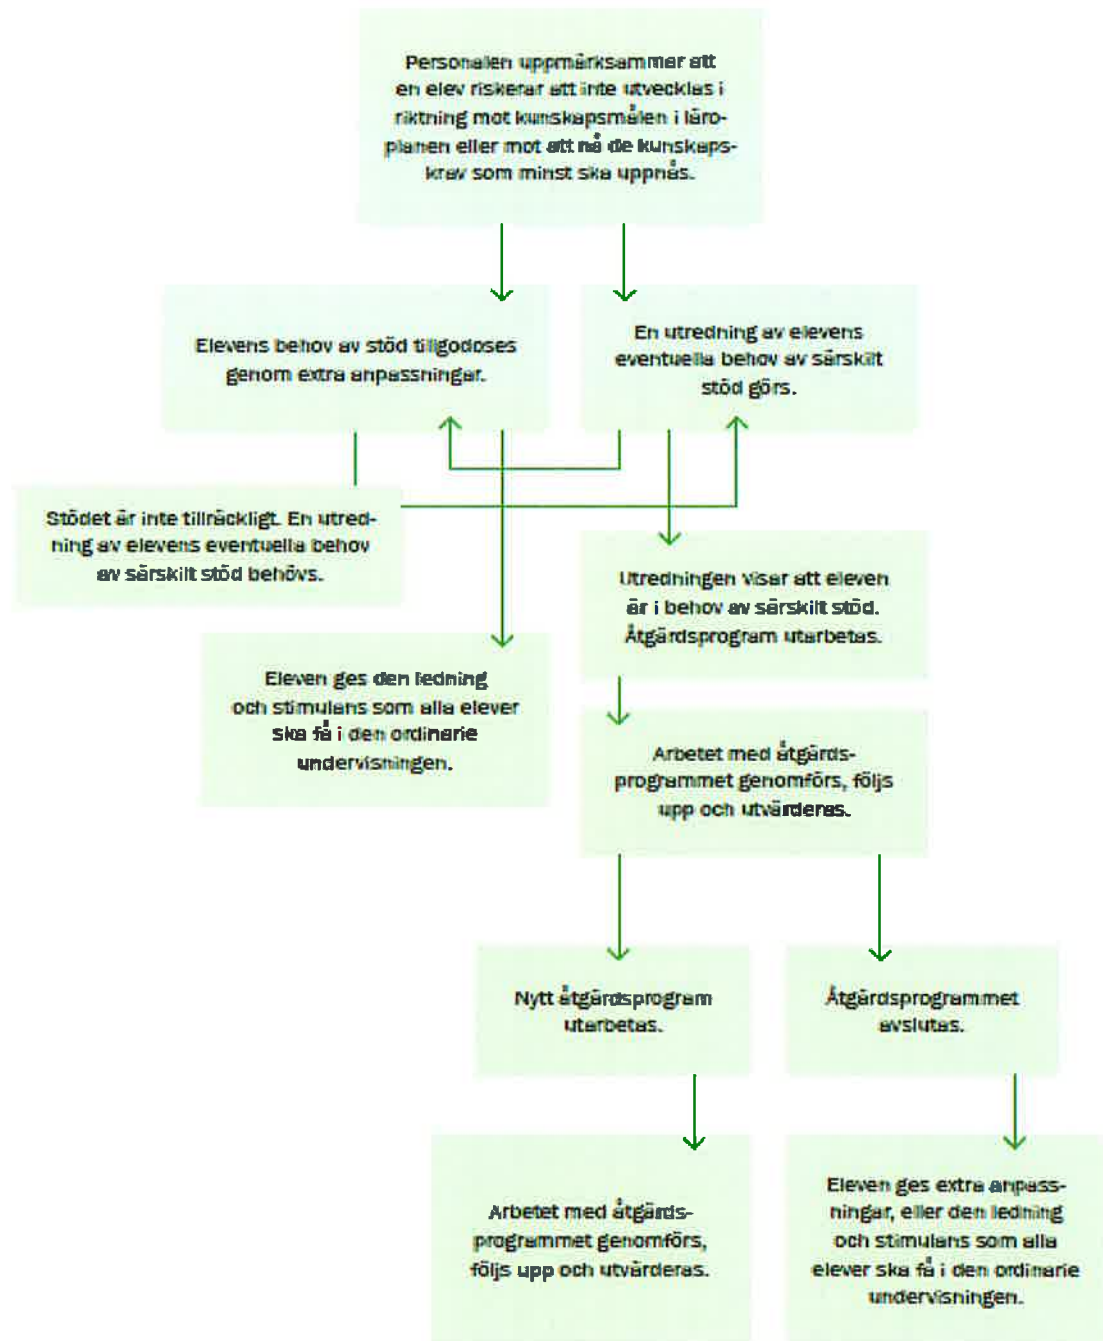 Personalen uppmärksammar att
en elev riskerar att inte utvecklas i
riktning mot kunskapsmålen i läro-
planen eller mot att nå de kunskaps-
krav som minst ska uppnås.
Elevens behov av stöd tillgodoses
genom extra anpassningar.
En utredning av elevens
eventuella behov av särskilt
stöd görs.
Stödet är inte tillräckligt. En utred-
ning av elevens eventuella behov
av särskilt stöd behövs.
Utredningen visar att eleven
är i behov av särskilt stöd.
Åtgärdsprogram utarbetas.
Eleven ges den ledning
och stimulans som alla elever
ska få i den ordinarie
undervisningen.
Arbetet med åtgärds-
programmet genomförs, följs
upp och utvärderas.
Nytt åtgärdsprogram
utarbetas.
Åtgärdsprogrammet
avslutas.
Arbetet med åtgärds-
programmet genomförs,
följs upp och utvärderas.
Eleven ges extra anpass-
ningar, eller den ledning
och stimulans som alla
elever ska få i den ordinarie
undervisningen.